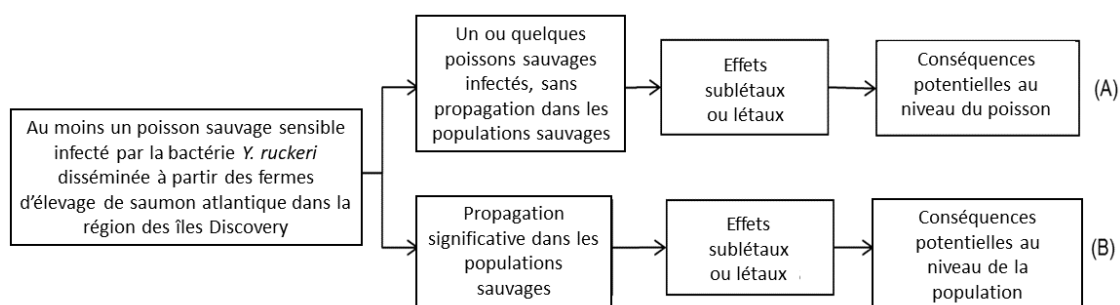 Au moins un poisson sauvage sensible
infecté par la bactérie Y. ruckeri
disséminée à partir des fermes
d'élevage de saumon atlantique dans la
région des îles Discovery
Un ou quelques
poissons sauvages
infectés, sans
propagation dans les
populations sauvages
Effets
sublétaux
ou létaux
Conséquences
potentielles au
niveau du poisson
(A)
Propagation
significative dans les
populations
sauvages
Effets
sublétaux
ou létaux
Conséquences
potentielles au
niveau de la
population
(B)